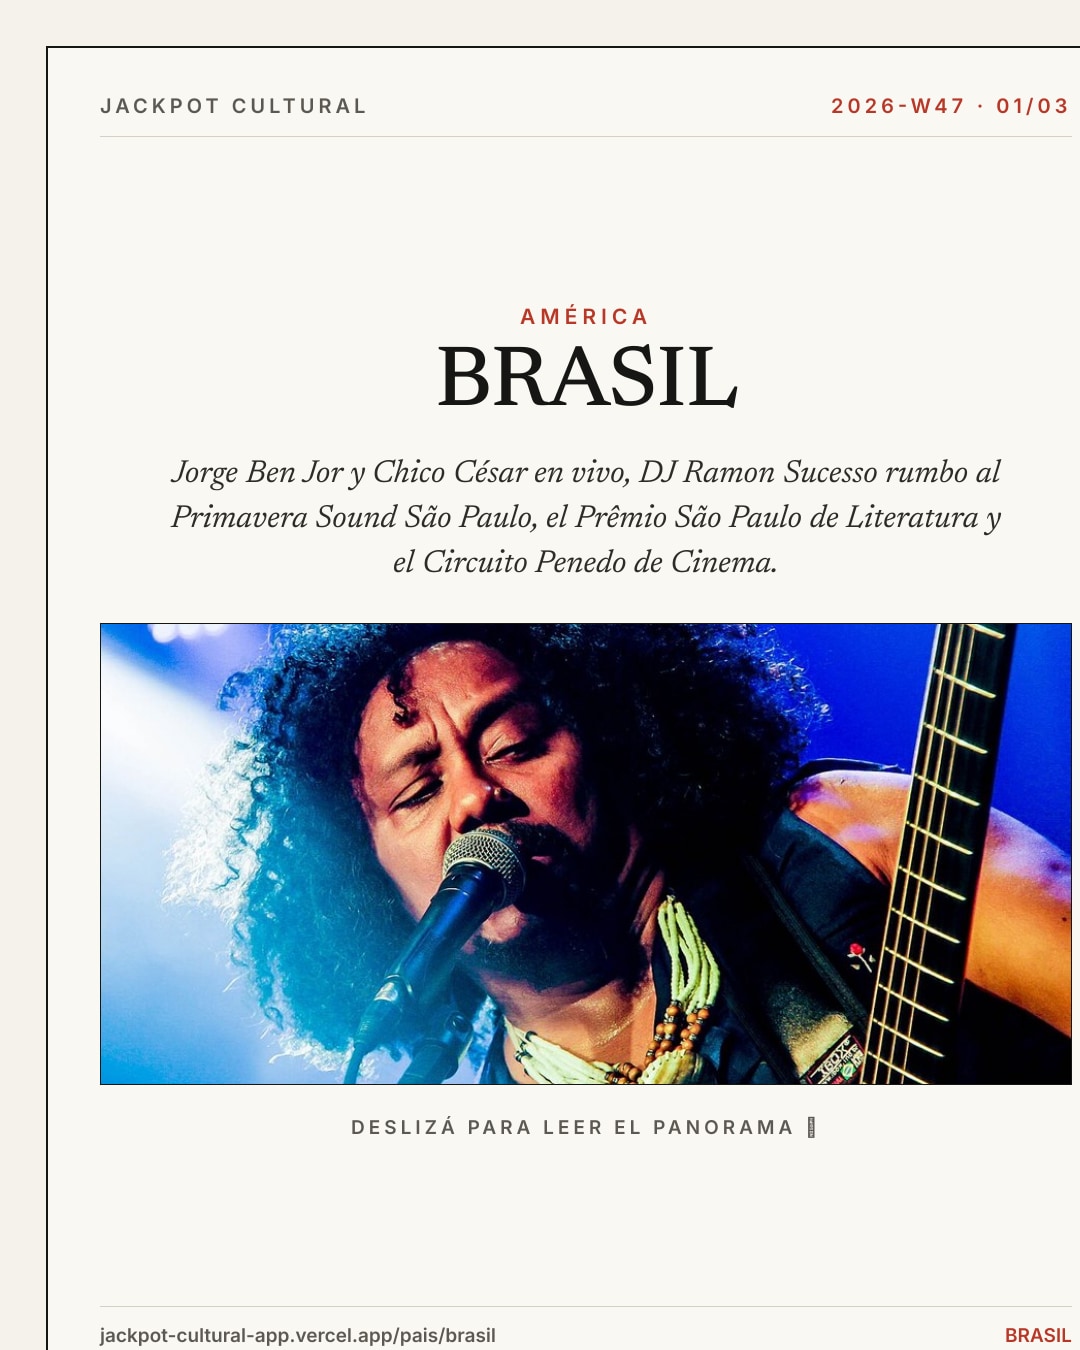 JACKPOT CULTURAL
2026-W47 · 01/03
AMÉRICA
BRASIL
Jorge Ben Jor y Chico César en vivo, DJ Ramon Sucesso rumbo al
Primavera Sound São Paulo, el Prêmio São Paulo de Literatura y
el Circuito Penedo de Cinema.
DESLIZÁ PARA LEER EL PANORAMA
jackpot-cultural-app.vercel.app/pais/brasil
BRASIL